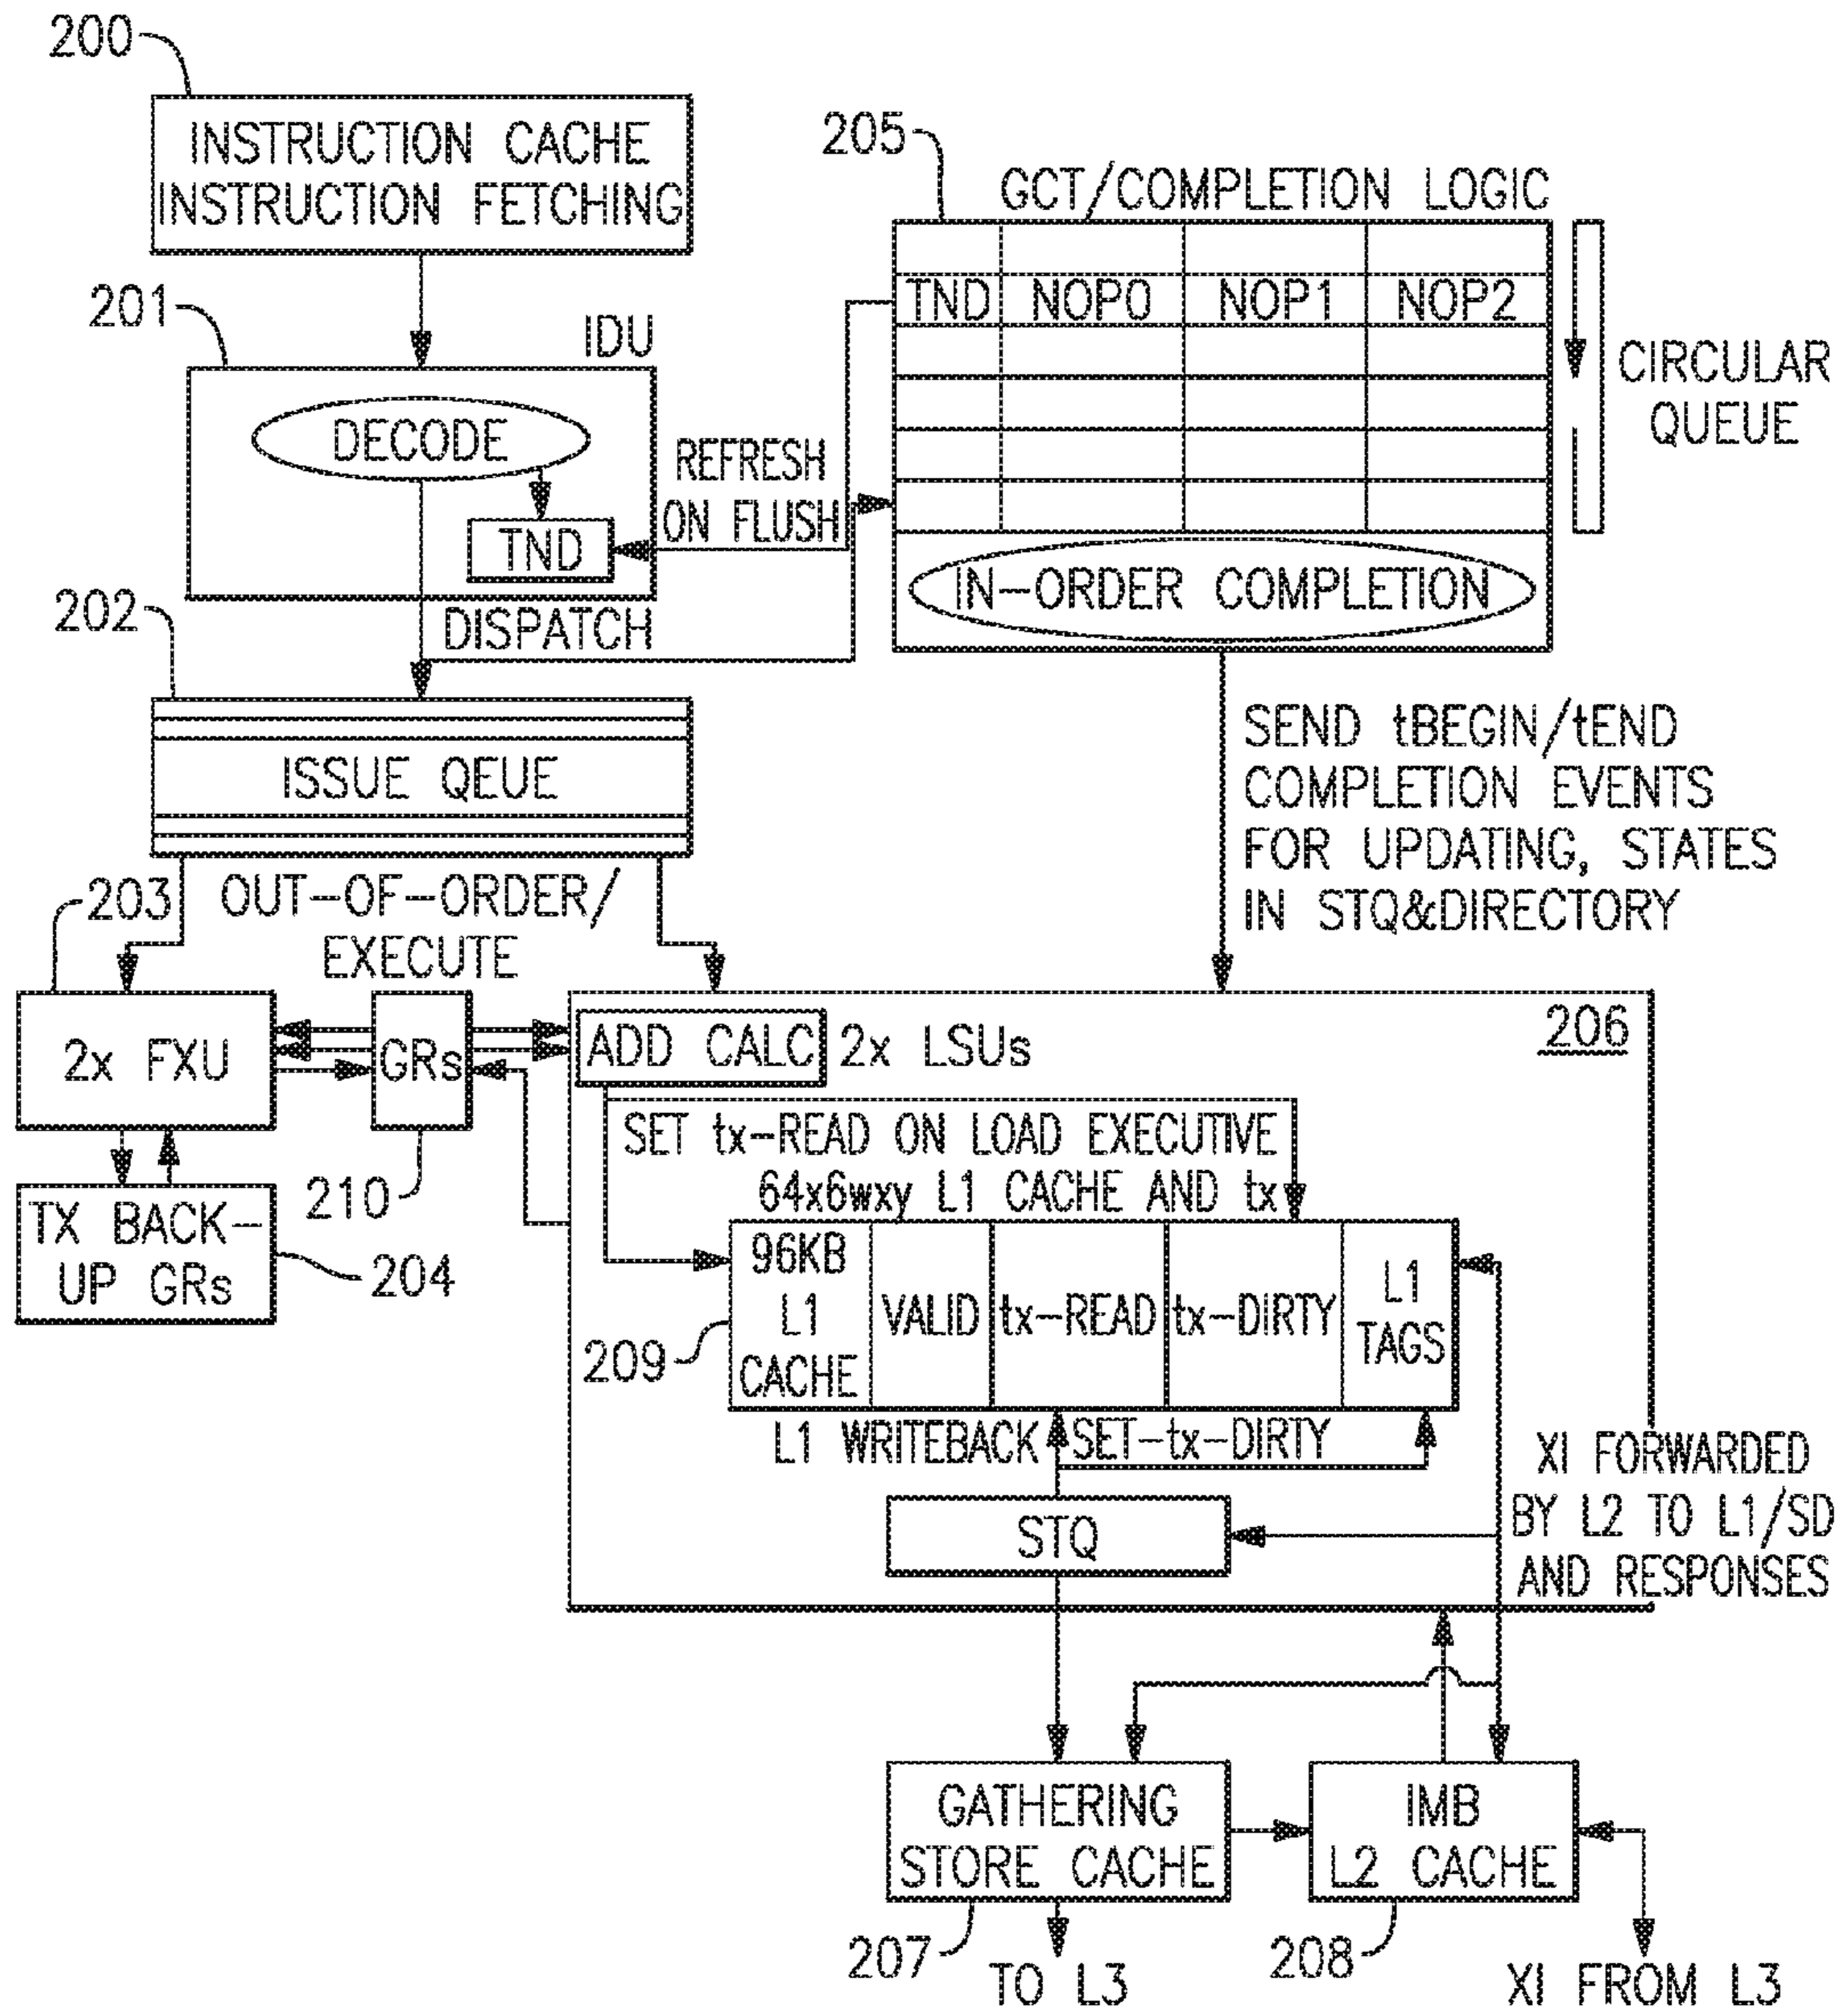 200
INSTRUCTION CACHE
INSTRUCTION FETCHING
205
GCT/COMPLETION LOGIC
TND NOP0 NOP1 NOP2
CIRCULAR
QUEUE
201
IDU
DECODE
TND
REFRESH
ON FLUSH
IN-ORDER COMPLETION
202
DISPATCH
ISSUE QEUE
SEND tBEGIN/tEND
COMPLETION EVENTS
FOR UPDATING, STATES
IN STQ&DIRECTORY
203
OUT-OF-ORDER/
EXECUTE
2x FXU
GRs
210
TX BACK-
UP GRs
204
206
ADD CALC
2x LSUs
SET tx-READ ON LOAD EXECUTIVE
64x6wxy L1 CACHE AND tx
96KB
L1
CACHE
VALID
tx-READ
tx-DIRTY
L1
TAGS
209
L1 WRITEBACK
SET-tx-DIRTY
STQ
XI FORWARDED
BY L2 TO L1/SD
AND RESPONSES
GATHERING
STORE CACHE
IMB
L2 CACHE
207
TO L3
208
XI FROM L3